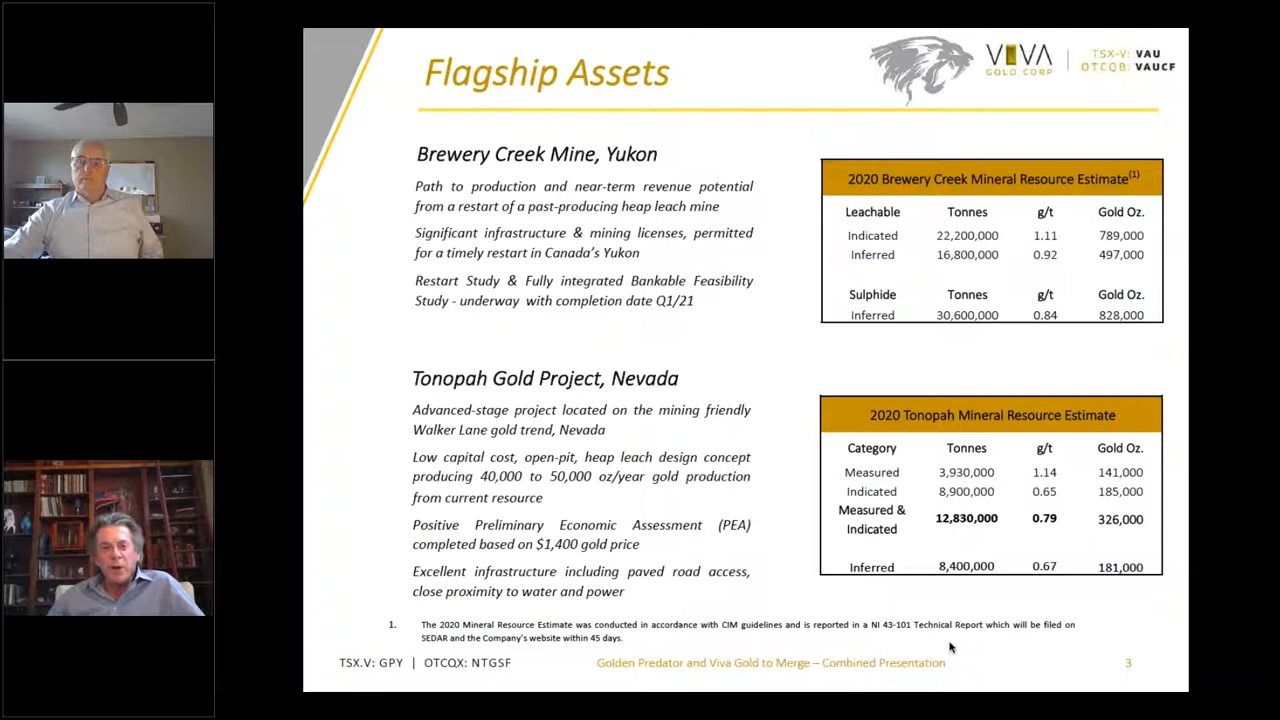 Flagship Assets
VIVA
GOLD CORP
TSX-V: VAU
OTCQB: VAUCF
Brewery Creek Mine, Yukon
Path to production and near-term revenue potential
from a restart of a past-producing heap leach mine
Significant infrastructure & mining licenses, permitted
for a timely restart in Canada's Yukon
Restart Study & Fully integrated Bankable Feasibility
Study - underway with completion date Q1/21
2020 Brewery Creek Mineral Resource Estimate(1)
Leachable Tonnes g/t Gold Oz.
Indicated 22,200,000 1.11 789,000
Inferred 16,800,000 0.92 497,000
Sulphide Tonnes g/t Gold Oz.
Inferred 30,600,000 0.84 828,000
Tonopah Gold Project, Nevada
Advanced-stage project located on the mining friendly
Walker Lane gold trend, Nevada
Low capital cost, open-pit, heap leach design concept
producing 40,000 to 50,000 oz/year gold production
from current resource
Positive Preliminary Economic Assessment (PEA)
completed based on $1,400 gold price
Excellent infrastructure including paved road access,
close proximity to water and power
2020 Tonopah Mineral Resource Estimate
Category Tonnes g/t Gold Oz.
Measured 3,930,000 1.14 141,000
Indicated 8,900,000 0.65 185,000
Measured &
Indicated 12,830,000 0.79 326,000
Inferred 8,400,000 0.67 181,000
1. The 2020 Mineral Resource Estimate was conducted in accordance with CIM guidelines and is reported in a NI 43-101 Technical Report which will be filed on
SEDAR and the Company's website within 45 days.
TSX.V: GPY | OTCQX: NTGSF
Golden Predator and Viva Gold to Merge – Combined Presentation
3